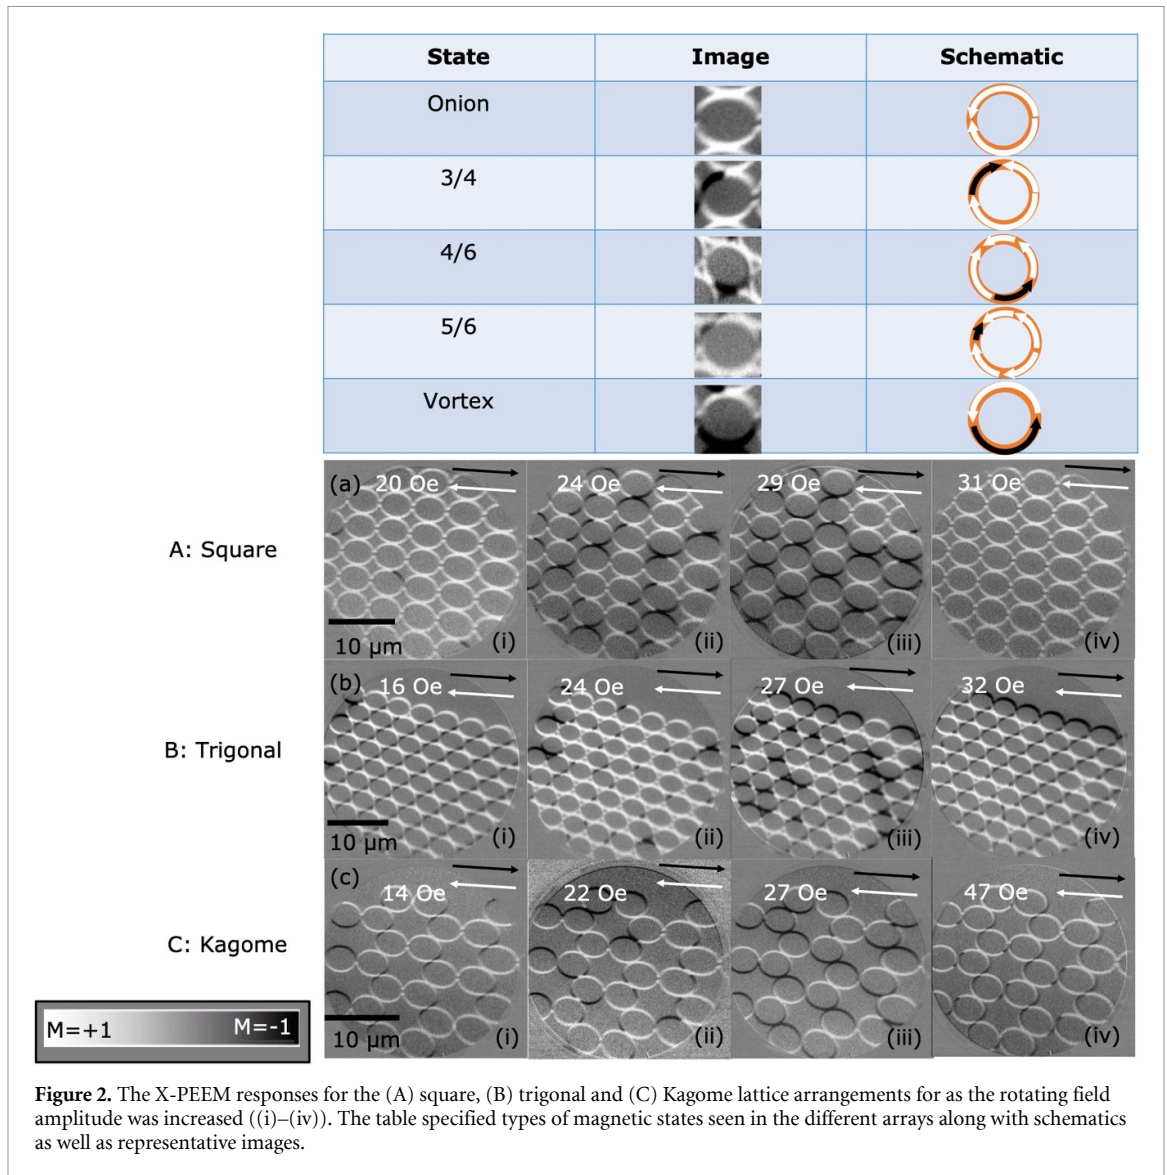 State Image Schematic
Onion
3/4
4/6
5/6
Vortex
(a) 20 Oe 24 Oe 29 Oe 31 Oe
A: Square
10 µm (i) (ii) (iii) (iv)
(b) 16 Oe 24 Oe 27 Oe 32 Oe
B: Trigonal
10 µm (i) (ii) (iii) (iv)
(c) 14 Oe 22 Oe 27 Oe 47 Oe
C: Kagome
M=+1 M=-1
10 µm (i) (ii) (iii) (iv)
Figure 2. The X-PEEM responses for the (A) square, (B) trigonal and (C) Kagome lattice arrangements for as the rotating field
amplitude was increased ((i)–(iv)). The table specified types of magnetic states seen in the different arrays along with schematics
as well as representative images.